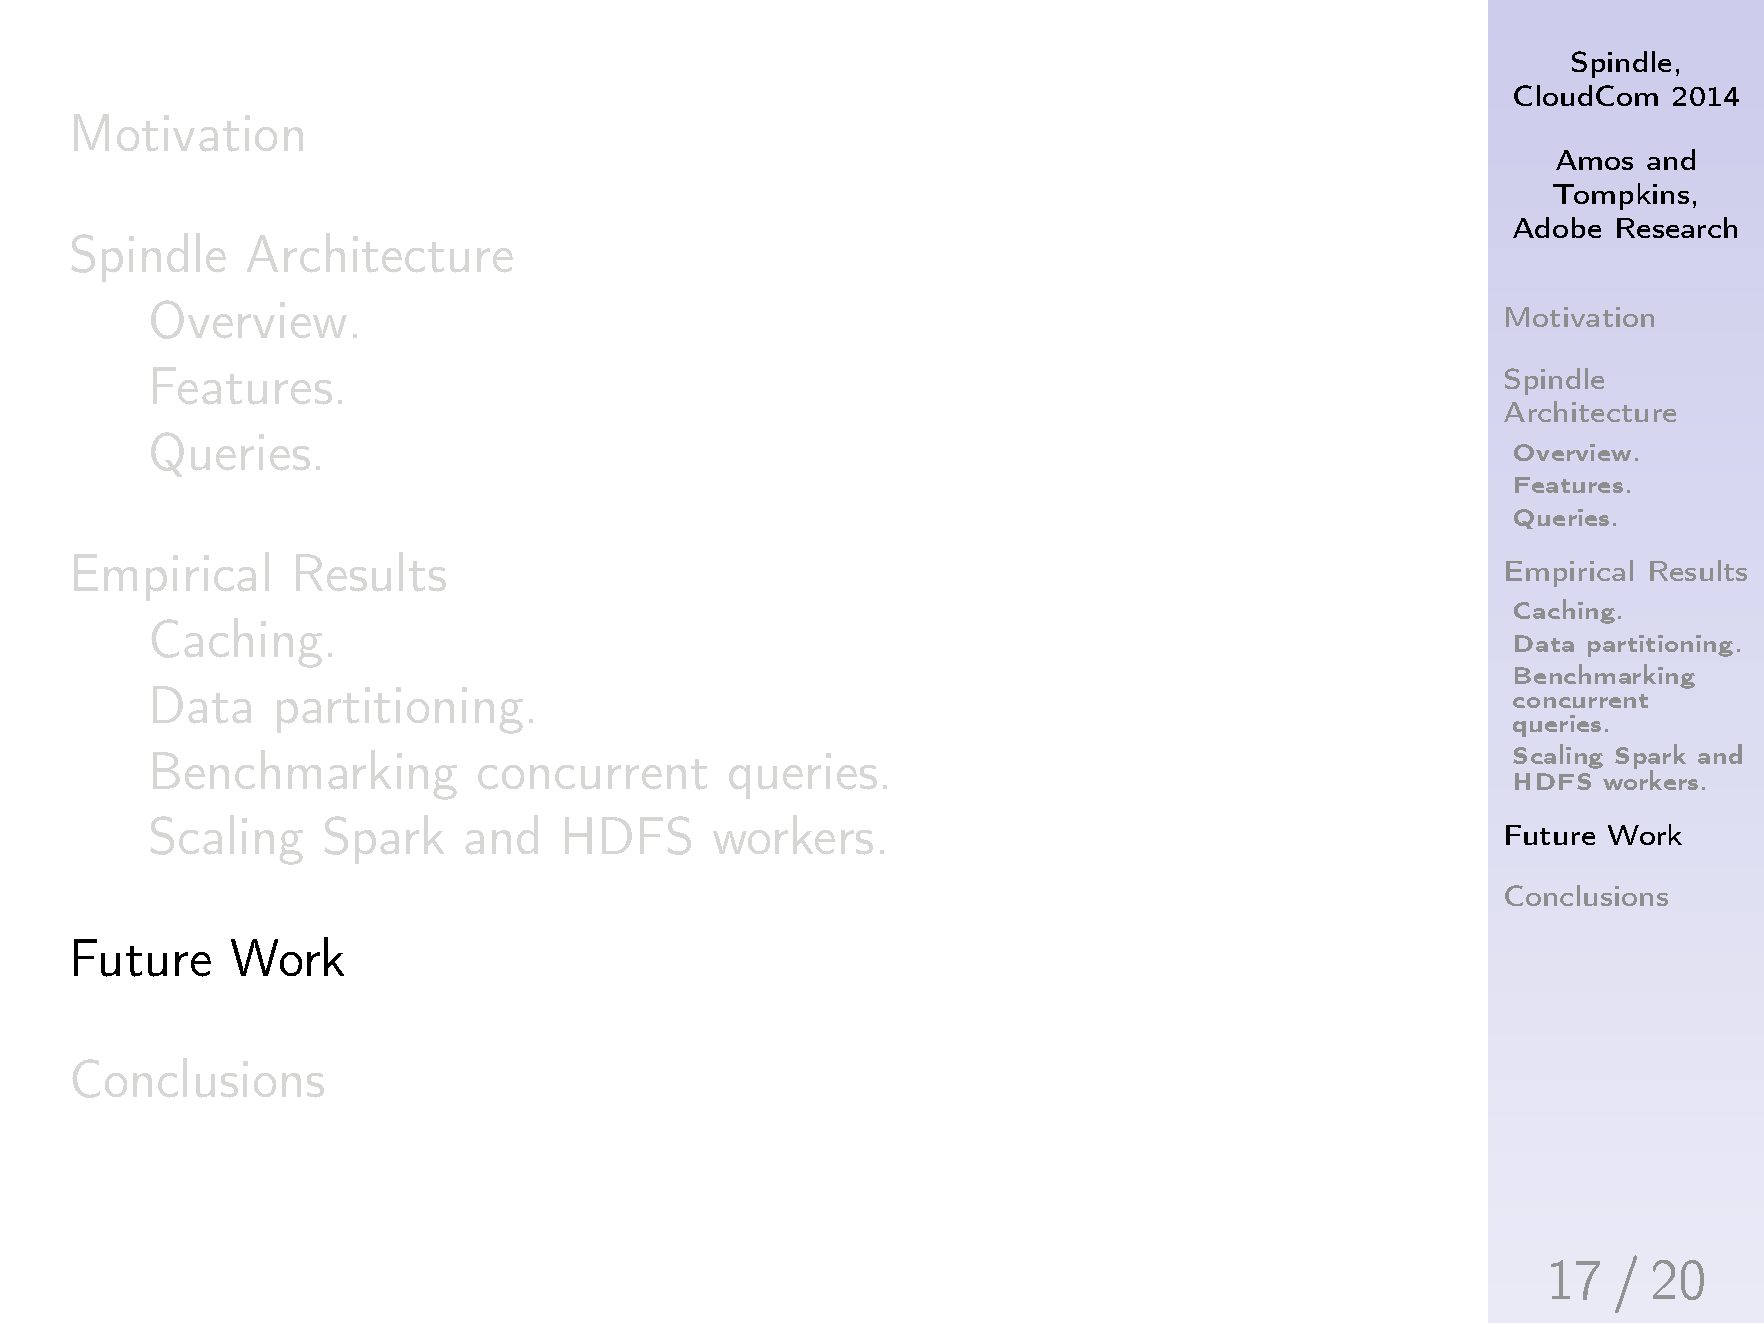 Motivation
Spindle Architecture
Overview.
Features.
Queries.
Empirical Results
Caching.
Data partitioning.
Benchmarking concurrent queries.
Scaling Spark and HDFS workers.
Future Work
Conclusions
Spindle,
CloudCom 2014
Amos and
Tompkins,
Adobe Research
Motivation
Spindle
Architecture
Overview.
Features.
Queries.
Empirical Results
Caching.
Data partitioning.
Benchmarking
concurrent
queries.
Scaling Spark and
HDFS workers.
Future Work
Conclusions
17 / 20